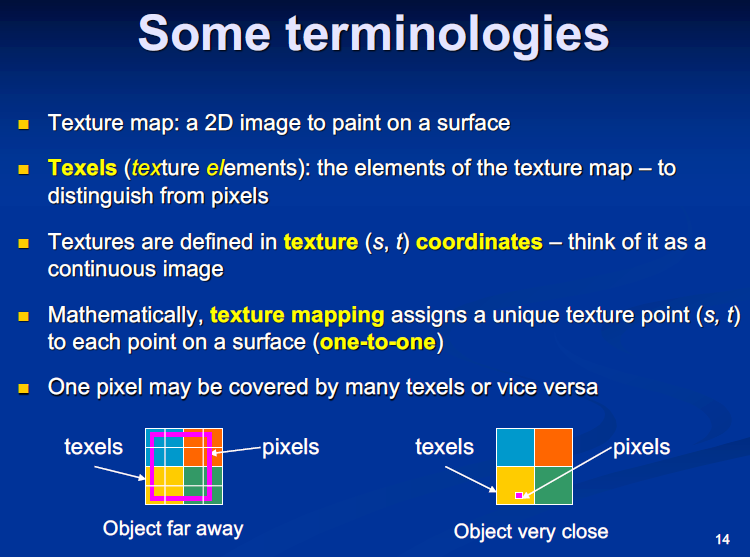 Some terminologies
Texture map: a 2D image to paint on a surface
Texels (texture elements): the elements of the texture map – to
distinguish from pixels
Textures are defined in texture (s, t) coordinates – think of it as a
continuous image
Mathematically, texture mapping assigns a unique texture point (s, t)
to each point on a surface (one-to-one)
One pixel may be covered by many texels or vice versa
texels
pixels
Object far away
texels
pixels
Object very close
14